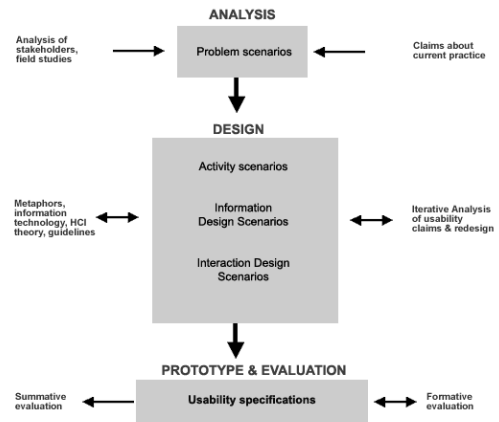 ANALYSIS
Analysis of
stakeholders,
field studies
Problem scenarios
Claims about
current practice
DESIGN
Activity scenarios
Metaphors,
information
technology, HCI
theory, guidelines
Information
Design Scenarios
Iterative Analysis
of usability
claims & redesign
Interaction Design
Scenarios
PROTOTYPE & EVALUATION
Summative
evaluation
Usability specifications
Formative
evaluation